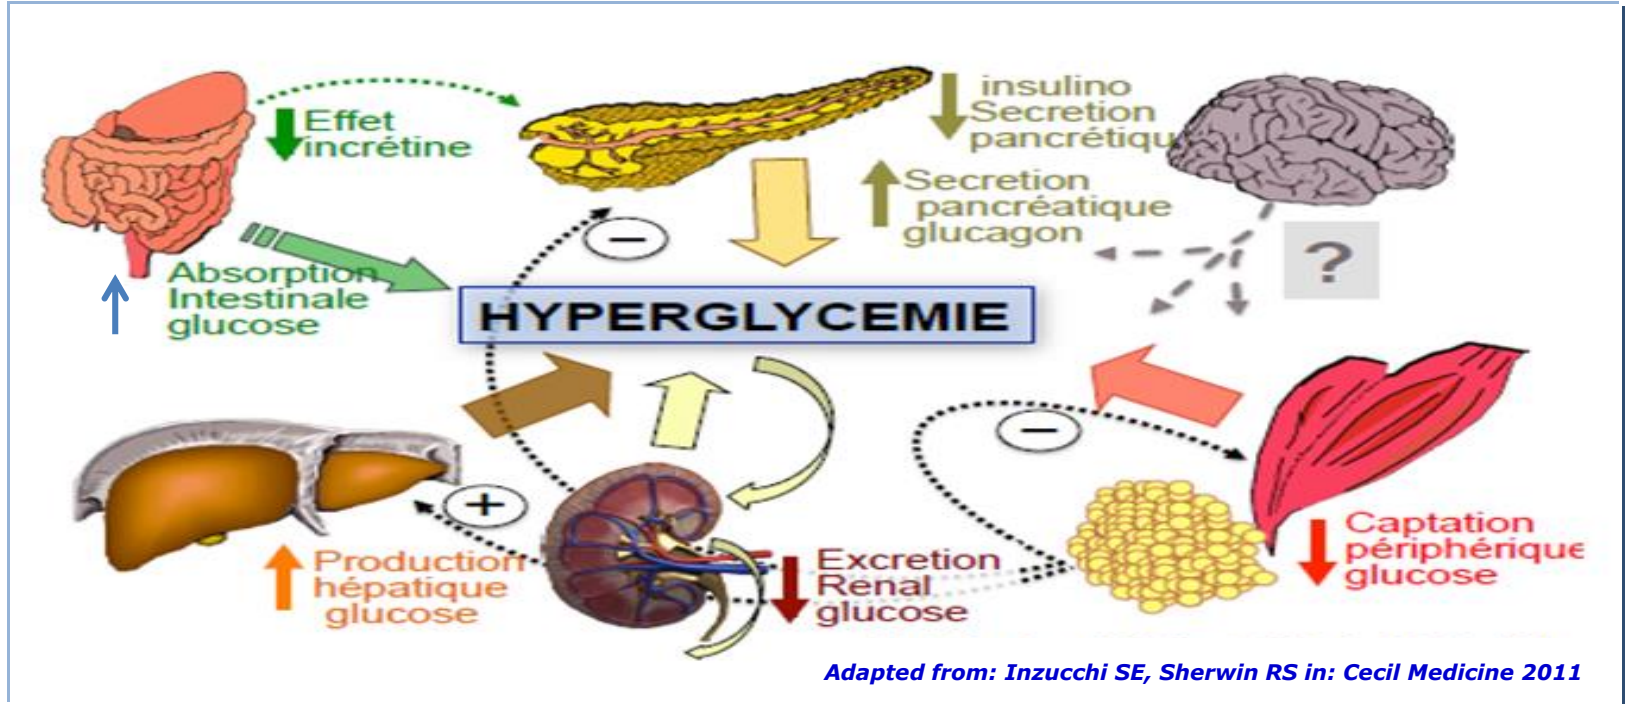 Effet
incrétine
insulino
Secretion
pancrétiqu
Secretion
pancréatique
glucagon
?
Absorption
Intestinale
glucose
−
HYPERGLYCEMIE
−
+
Production
hépatique
glucose
Excretion
Renal
glucose
Captation
périphérique
glucose
Adapted from: Inzucchi SE, Sherwin RS in: Cecil Medicine 2011